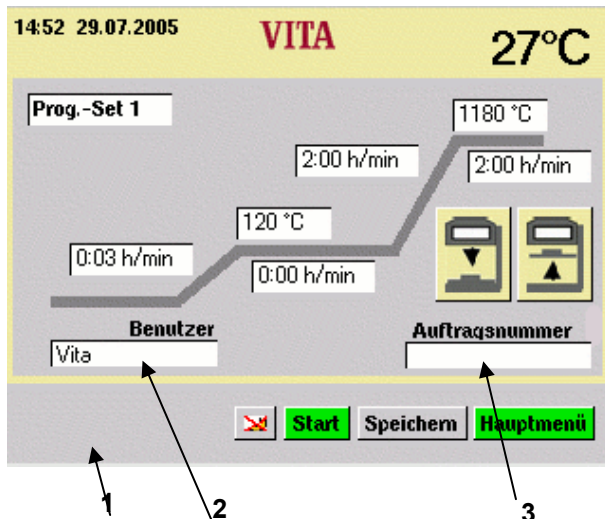 14:52 29.07.2005 VITA 27°C
Prog.-Set 1
1180 °C
2:00 h/min
2:00 h/min
120 °C
0:03 h/min
0:00 h/min
Benutzer
Auftragsnummer
Vita
Start Speichern Hauptmenü
1 2 3